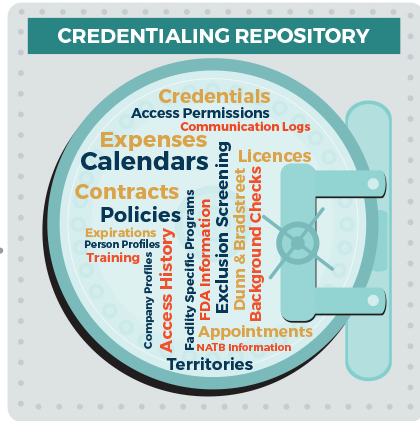 CREDENTIALING REPOSITORY
Credentials
Access Permissions
Communication Logs
Expenses
Calendars
Licences
Contracts
Policies
Expirations
Person Profiles
Training
Company Profiles
Access History
Facility Specific Programs
FDA Information
Exclusion Screening
Dunn & Bradstreet
Background Checks
Appointments
NATB Information
Territories